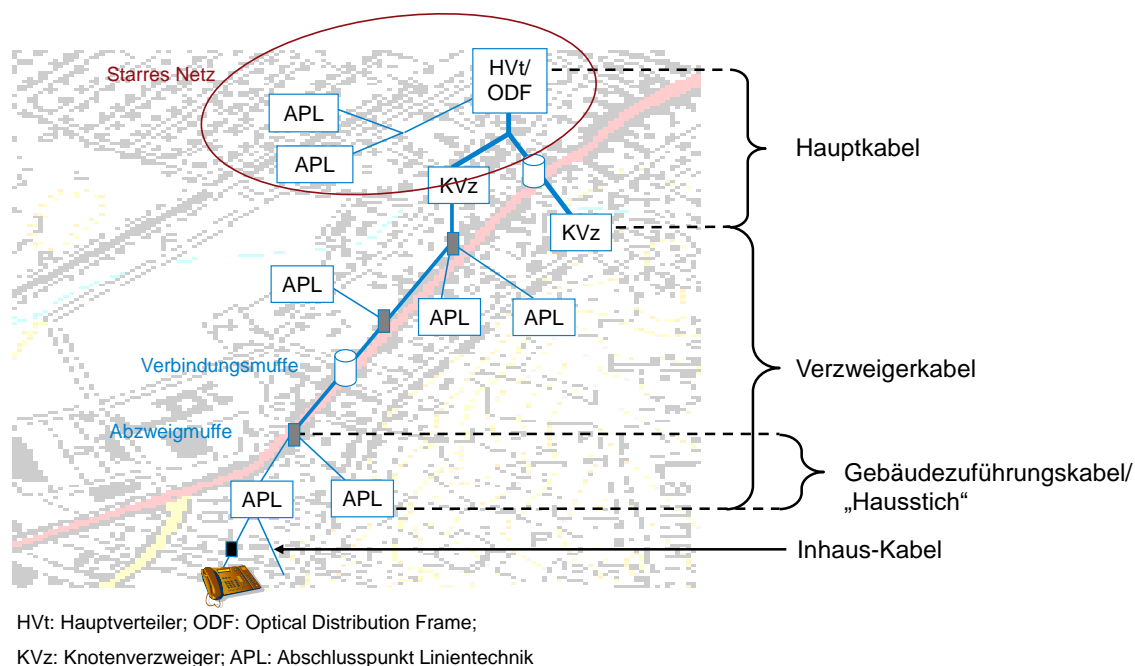 Starres Netz
HVt/
ODF
APL
APL
KVz
KVz
Hauptkabel
APL
APL
APL
Verbindungsmuffe
Verzweigerkabel
Abzweigmuffe
APL
APL
Gebäudezuführungskabel/
„Hausstich“
Inhaus-Kabel
HVt: Hauptverteiler; ODF: Optical Distribution Frame;
KVz: Knotenverzweiger; APL: Abschlusspunkt Linientechnik